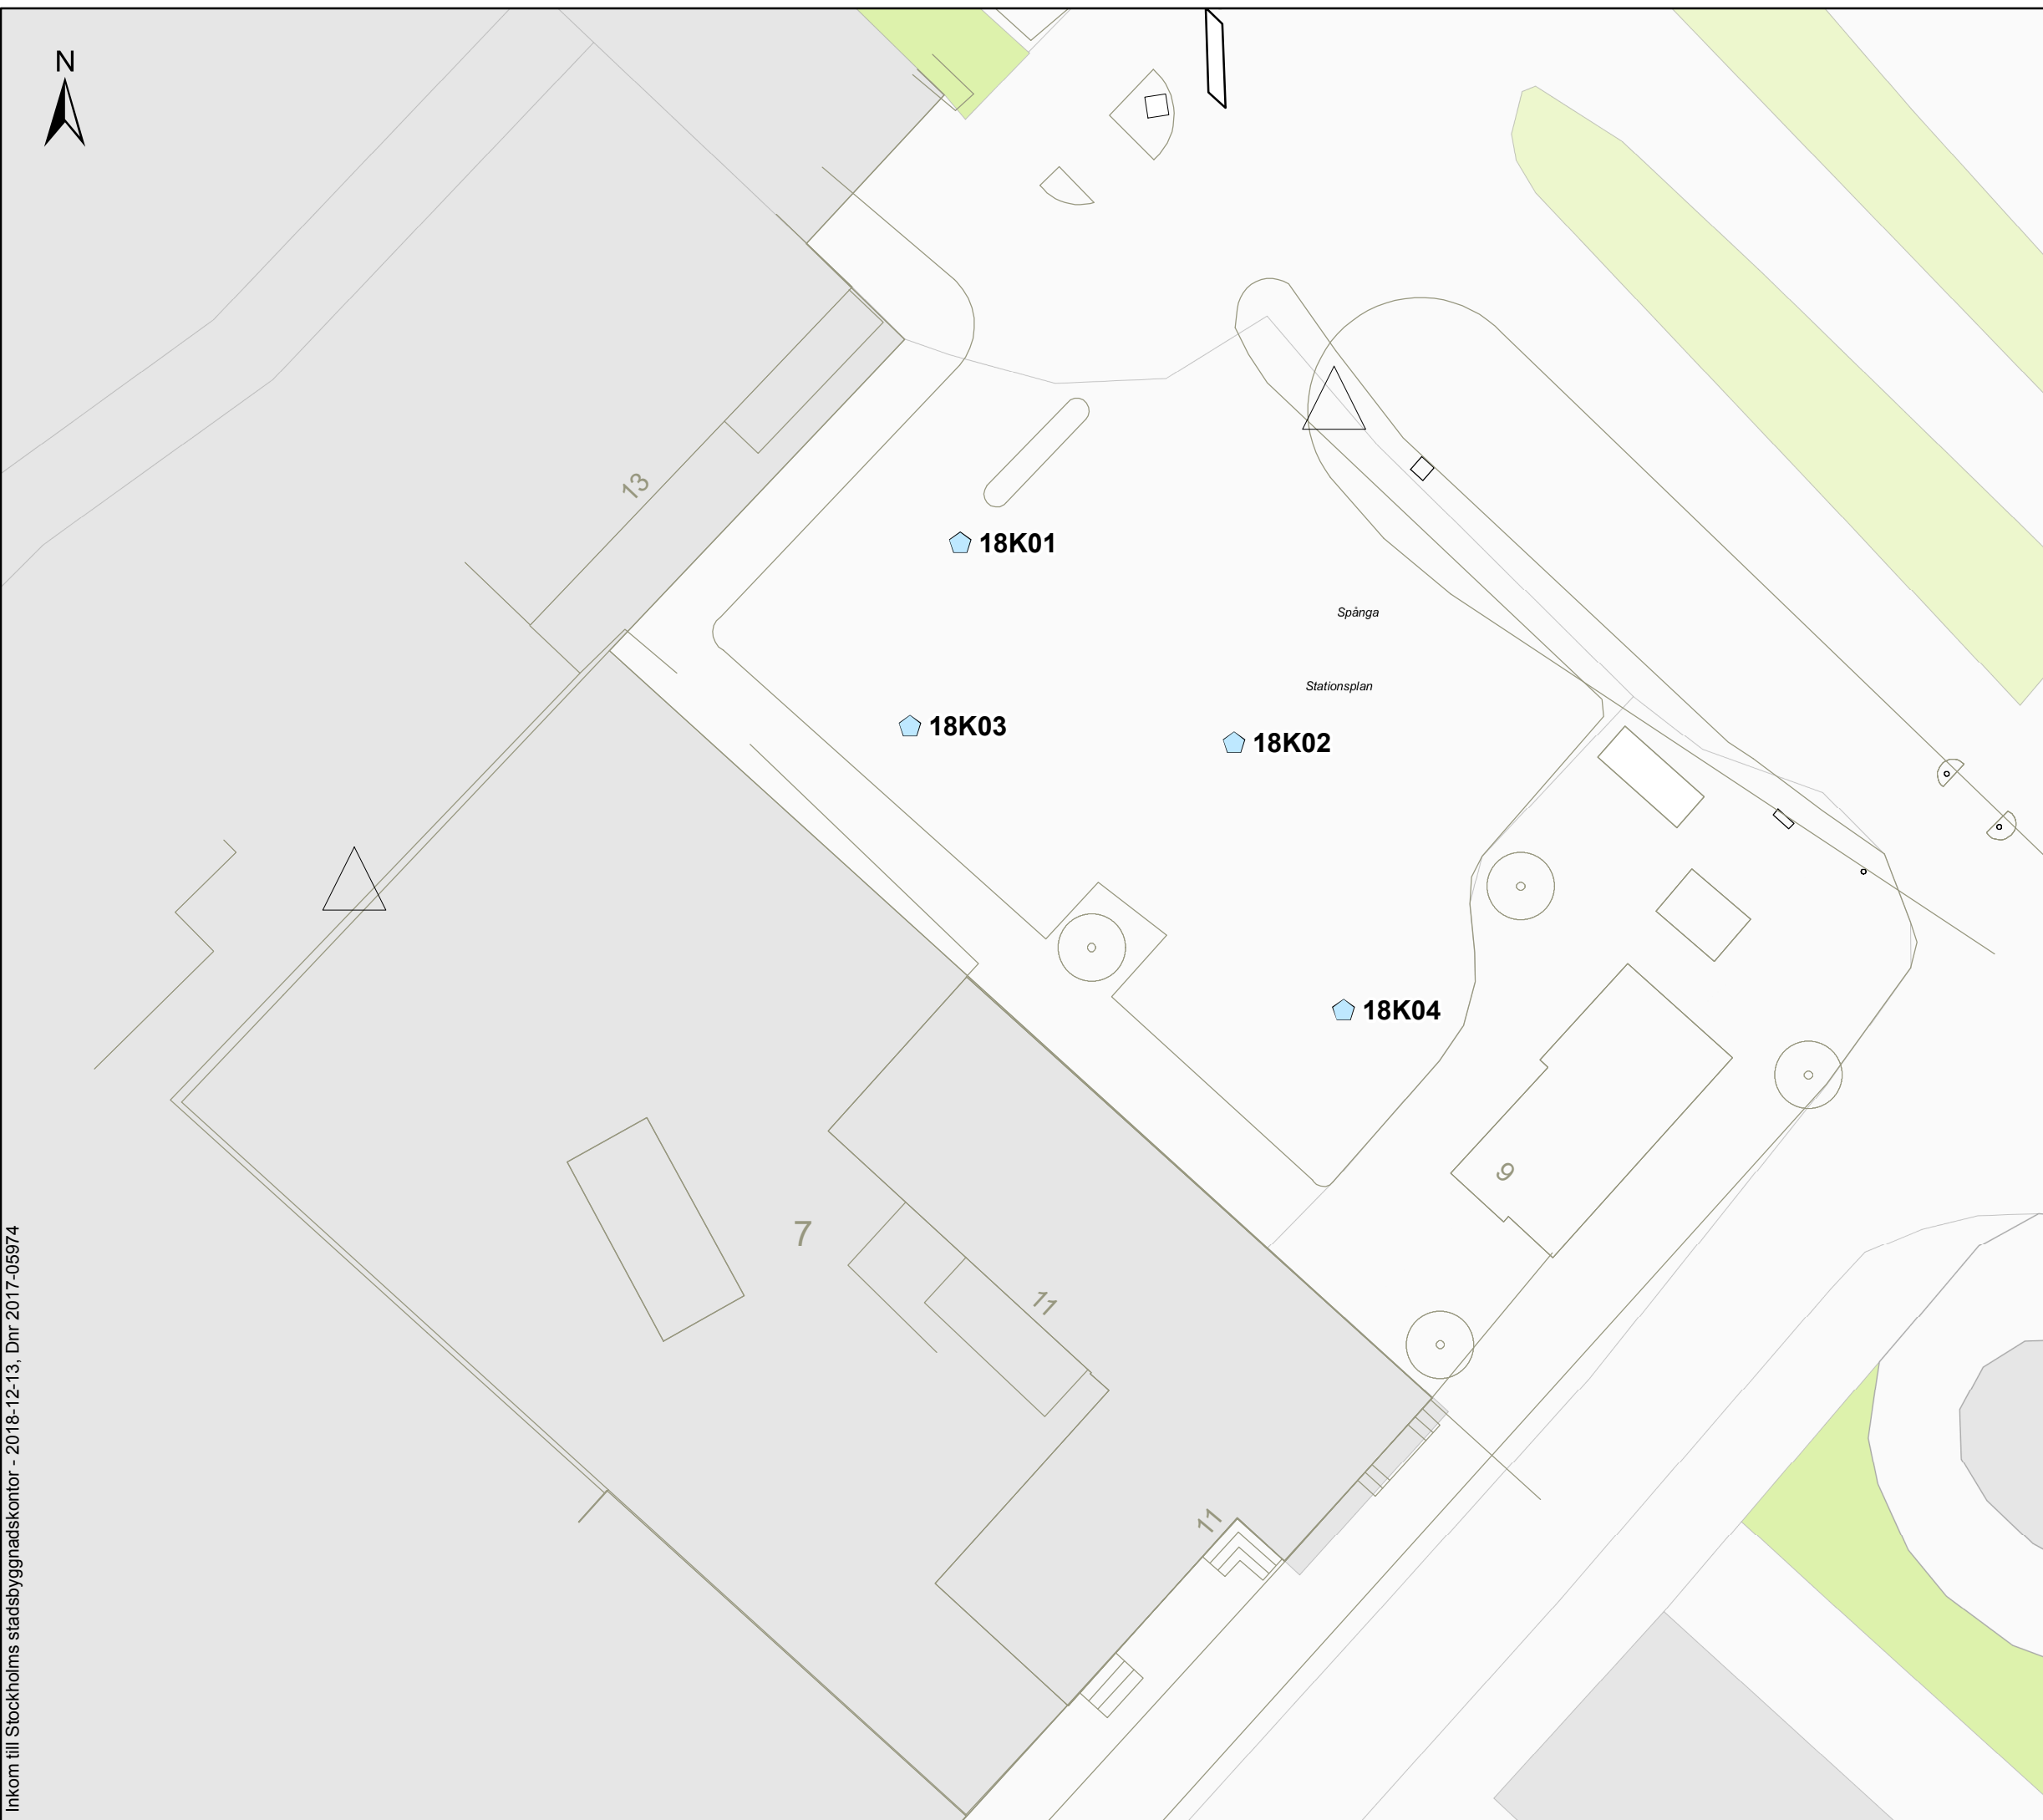 N
13
18K01
Spånga
Stationsplan
18K03
18K02
18K04
9
7
11
11
Inkom till Stockholms stadsbyggnadskontor - 2018-12-13, Dnr 2017-05974